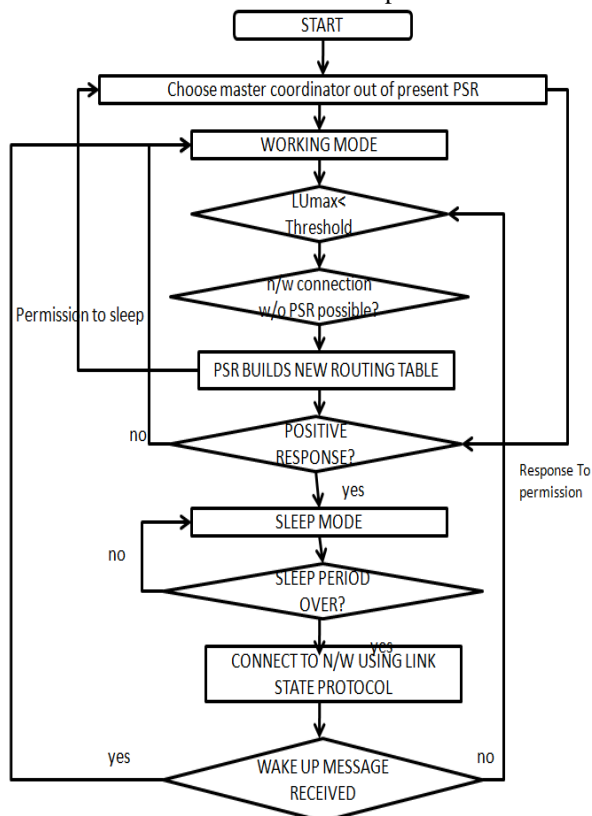 START
Choose master coordinator out of present PSR
WORKING MODE
LUmax<
Threshold
n/w connection
w/o PSR possible?
Permission to sleep
PSR BUILDS NEW ROUTING TABLE
no
POSITIVE
RESPONSE?
Response To
permission
yes
SLEEP MODE
no
SLEEP PERIOD
OVER?
yes
CONNECT TO N/W USING LINK
STATE PROTOCOL
yes
no
WAKE UP MESSAGE
RECEIVED